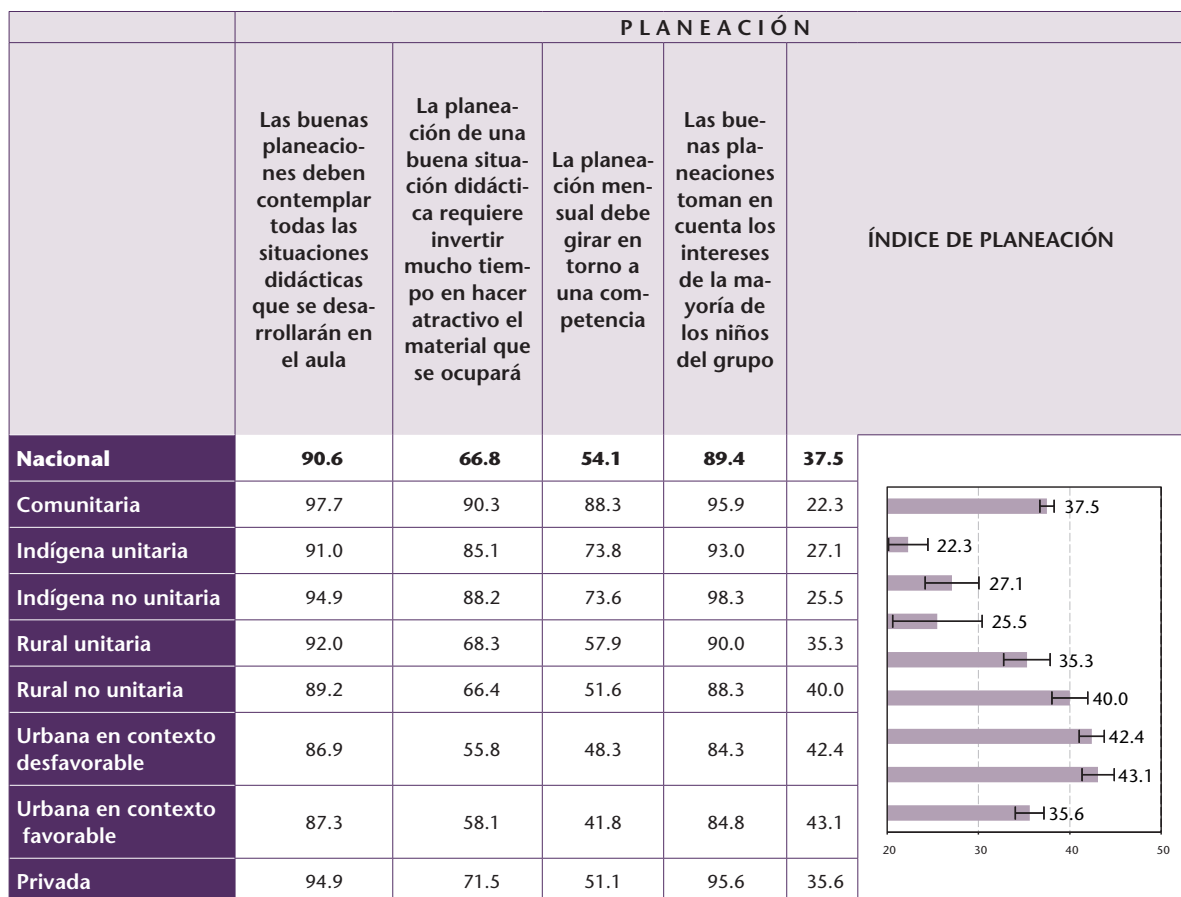 PLANEACIÓN
Las buenas
planeacio-
nes deben
contemplar
todas las
situaciones
didácticas
que se desa-
rrollarán en
el aula
La planea-
ción de una
buena situa-
ción didácti-
ca requiere
invertir
mucho tiem-
po en hacer
atractivo el
material que
se ocupará
La planea-
ción men-
sual debe
girar en
torno a
una com-
petencia
Las bue-
nas pla-
neaciones
toman en
cuenta los
intereses
de la ma-
yoría de
los niños
del grupo
ÍNDICE DE PLANEACIÓN
Nacional 90.6 66.8 54.1 89.4 37.5
Comunitaria 97.7 90.3 88.3 95.9 22.3
Indígena unitaria 91.0 85.1 73.8 93.0 27.1
Indígena no unitaria 94.9 88.2 73.6 98.3 25.5
Rural unitaria 92.0 68.3 57.9 90.0 35.3
Rural no unitaria 89.2 66.4 51.6 88.3 40.0
Urbana en contexto
desfavorable 86.9 55.8 48.3 84.3 42.4
Urbana en contexto
favorable 87.3 58.1 41.8 84.8 43.1
Privada 94.9 71.5 51.1 95.6 35.6
37.5
22.3
27.1
25.5
35.3
40.0
42.4
43.1
35.6
20 30 40 50